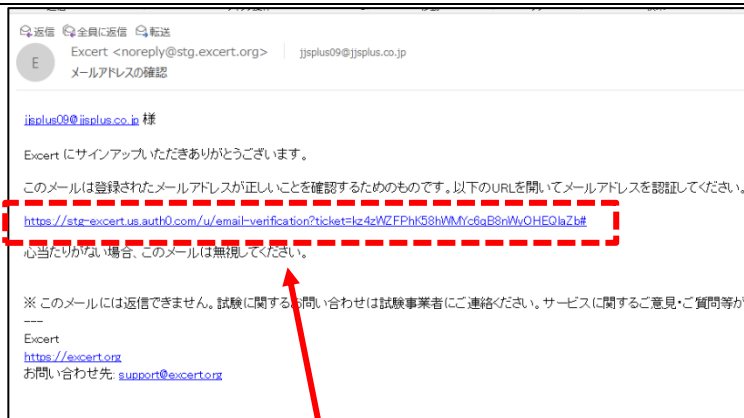 返信 全員に返信 転送
E
Excert <noreply@stg.excert.org> jjsplus09@jjsplus.co.jp
メールアドレスの確認
jjsplus09@jjsplus.co.jp 様
Excert にサインアップいただきありがとうございます。
このメールは登録されたメールアドレスが正しいことを確認するためのものです。以下のURLを開いてメールアドレスを認証してください。
https://stg-excert.us.auth0.com/u/email-verification?ticket=kz4zWZFPhK58hWMYc6qB8nWyOHEQlaZb#
心当たりがない場合、このメールは無視してください。
※ このメールには返信できません。試験に関するお問い合わせは試験事業者にご連絡ください。サービスに関するご意見・ご質問等が
---
Excert
https://excert.org
お問い合わせ先: support@excert.org